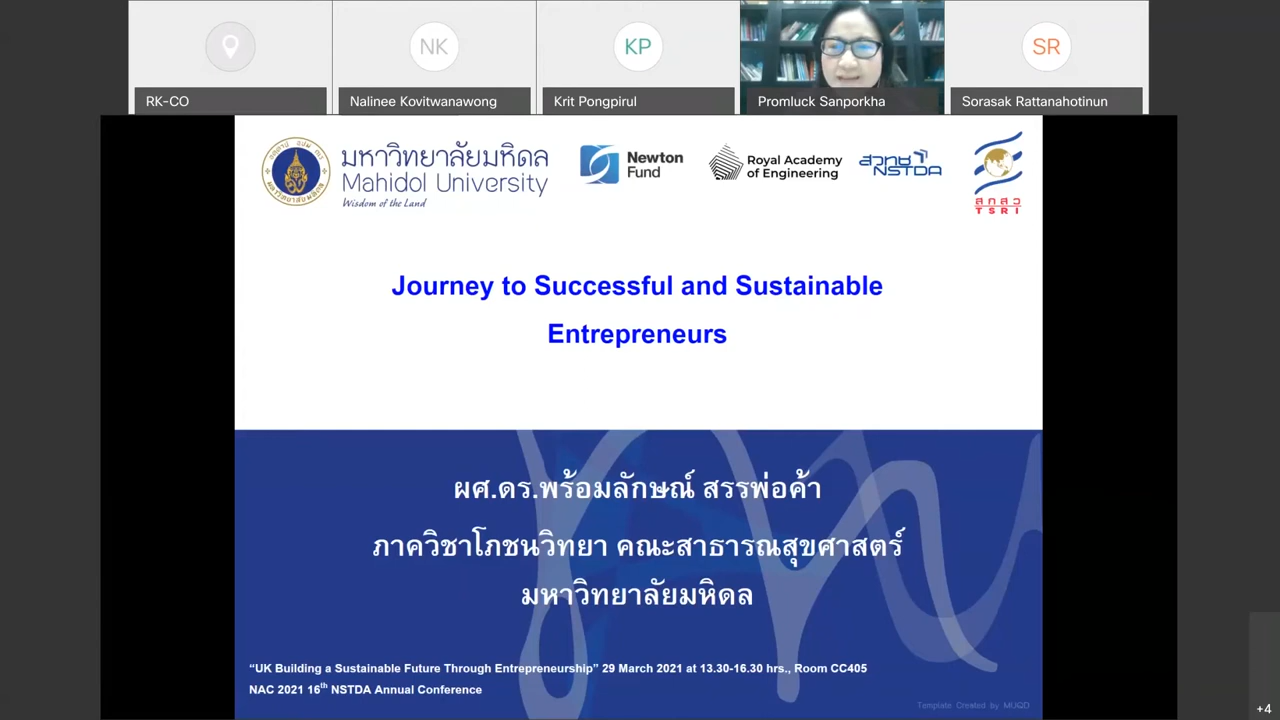 NK
KP
SR
RK-CO
Nalinee Kovitwanawong
Krit Pongpirul
Promluck Sanporkha
Sorasak Rattanahotinun
มหาวิทยาลัยมหิดล
Mahidol University
Wisdom of the Land
Newton
Fund
Royal Academy
of Engineering
สวทช
NSTDA
สกสว
TSRI
Journey to Successful and Sustainable
Entrepreneurs
ผศ.ดร.พร้อมลักษณ์ สรรพ่อค้า
ภาควิชาโภชนวิทยา คณะสาธารณสุขศาสตร์
มหาวิทยาลัยมหิดล
“UK Building a Sustainable Future Through Entrepreneurship” 29 March 2021 at 13.30-16.30 hrs., Room CC405
NAC 2021 16th NSTDA Annual Conference
Template Created by MUQD
+4